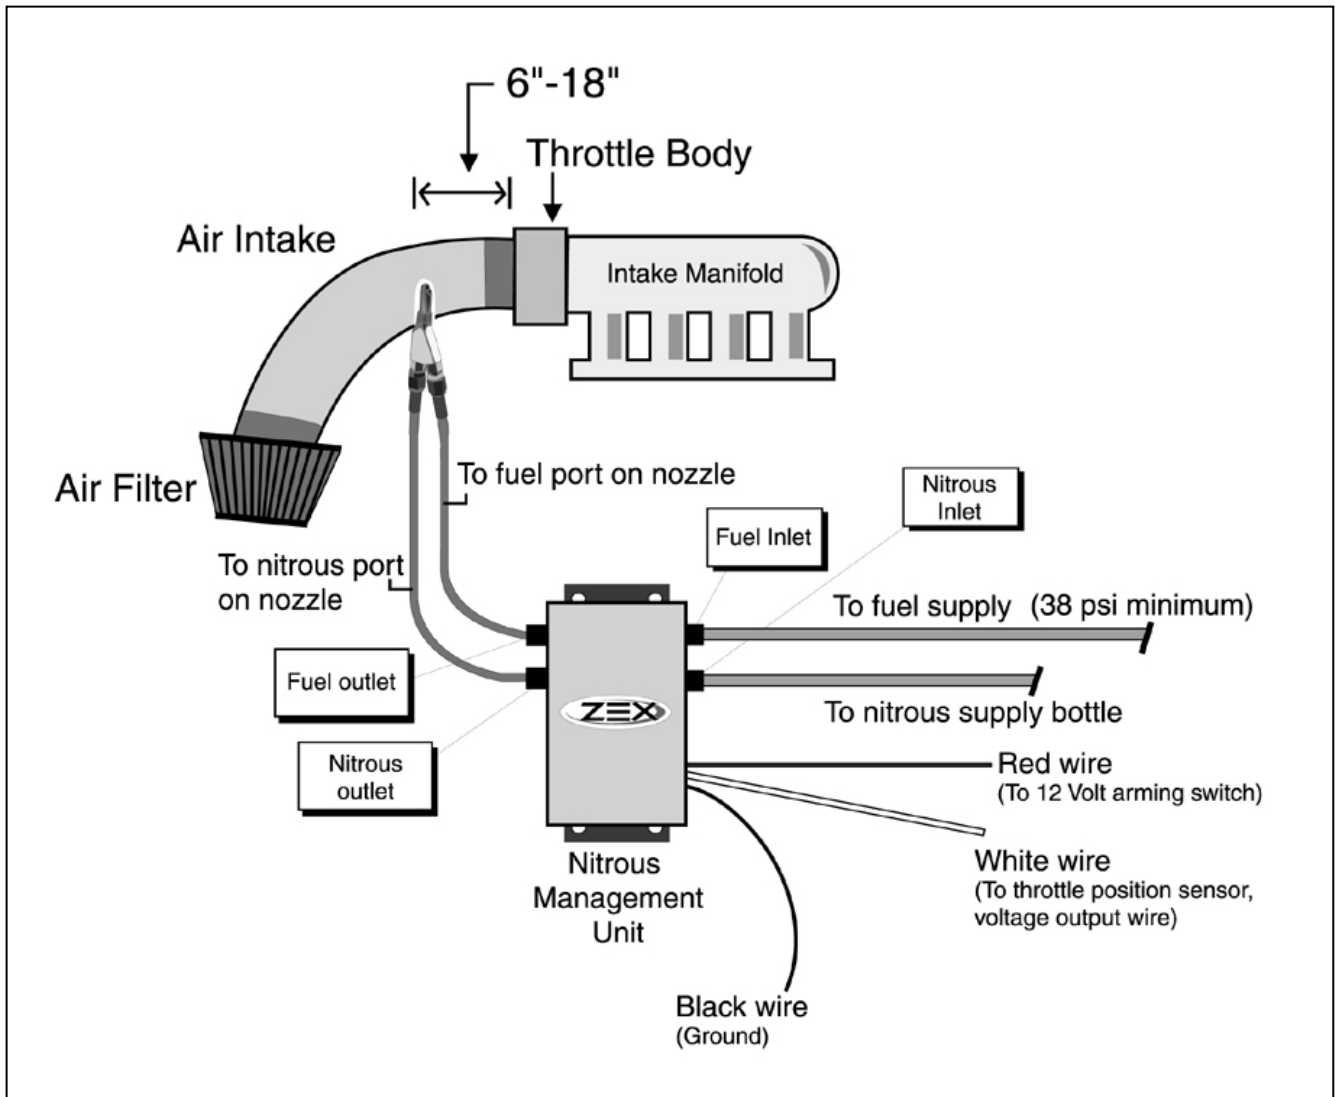 6"-18"
Throttle Body
Air Intake
Intake Manifold
Air Filter
To fuel port on nozzle
Nitrous
Inlet
Fuel Inlet
To nitrous port
on nozzle
To fuel supply (38 psi minimum)
Fuel outlet
ZEX
To nitrous supply bottle
Nitrous
outlet
Red wire
(To 12 Volt arming switch)
White wire
(To throttle position sensor,
voltage output wire)
Nitrous
Management
Unit
Black wire
(Ground)